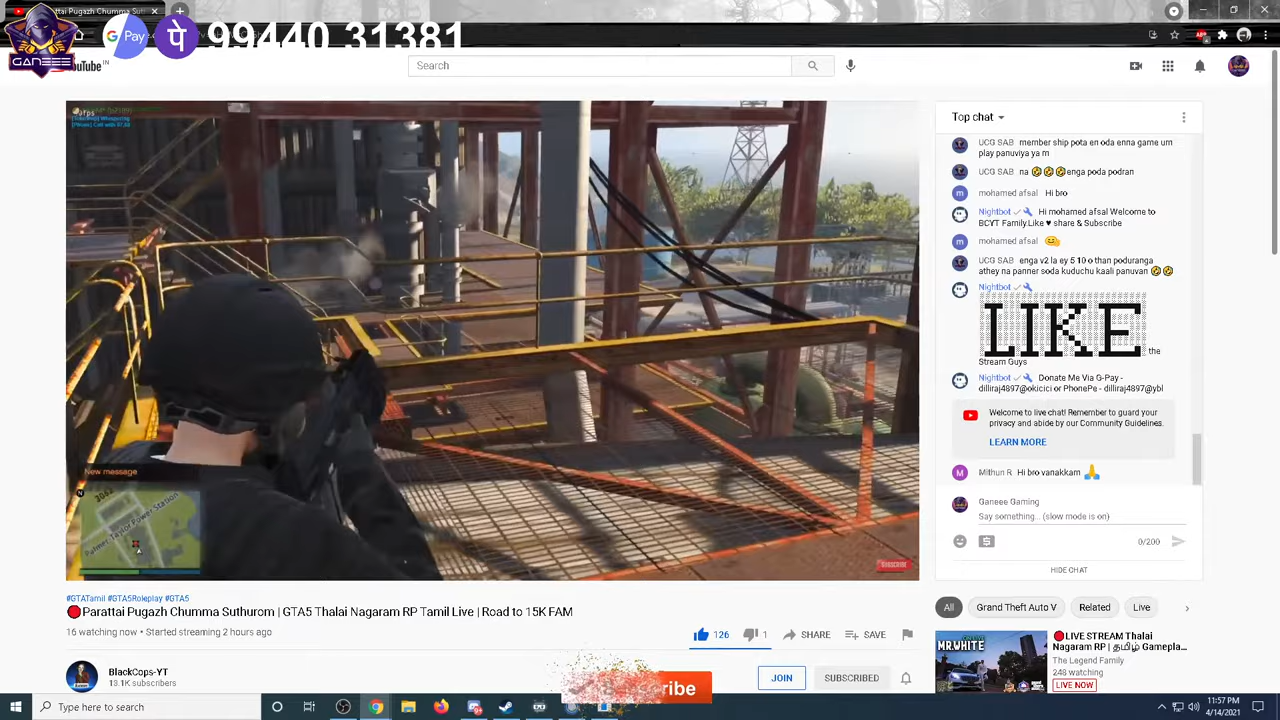 Parattai Pugazh Chumma Suth
Pay
पे
99440 31381
GANEEE
YouTube IN
Search
New message
Palmer-Taylor Power Station
SUBSCRIBE
#GTATamil #GTA5Roleplay #GTA5
🔴Parattai Pugazh Chumma Suthurom | GTA5 Thalai Nagaram RP Tamil Live | Road to 15K FAM
16 watching now • Started streaming 2 hours ago
126
1
SHARE
SAVE
BlackCops-YT
13.1K subscribers
JOIN
SUBSCRIBED
Top chat
UCG SAB member ship pota en oda enna game um
play panuviya ya m
UCG SAB na 🤣🤣🤣enga poda podran
mohamed afsal Hi bro
Nightbot Hi mohamed afsal Welcome to
BCYT Family.Like ♥ share & Subscribe
mohamed afsal
UCG SAB enga v2 la ey 5 10 o than poduranga
athey na panner soda kuduchu kaali panuvan 🤣🤣
Nightbot
LIKE the
Stream Guys
Nightbot Donate Me Via G-Pay -
dilliraj4897@okicici or PhonePe - dilliraj4897@ybl
Welcome to live chat! Remember to guard your
privacy and abide by our Community Guidelines.
LEARN MORE
Mithun R Hi bro vanakkam 🙏
Ganeee Gaming
Say something... (slow mode is on)
0/200
HIDE CHAT
All
Grand Theft Auto V
Related
Live
MR.WHITE
🔴LIVE STREAM Thalai
Nagaram RP | தமிழ் Gamepla...
The Legend Family
248 watching
LIVE NOW
Type here to search
11:57 PM
4/14/2021